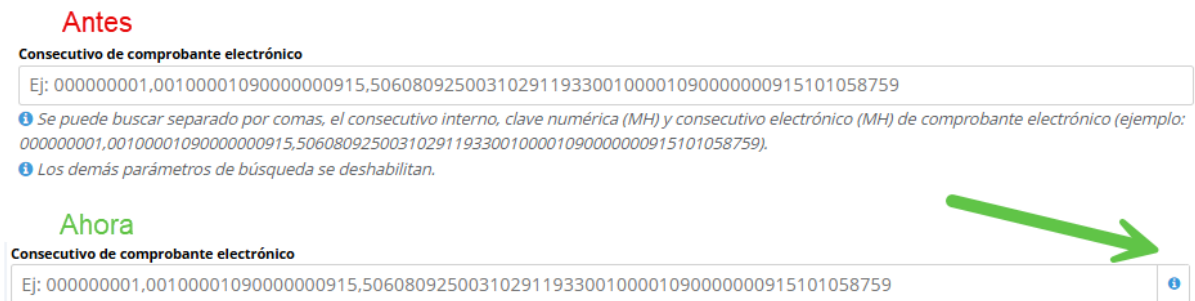 Antes
Consecutivo de comprobante electrónico
Ej: 000000001,00100001090000000915,50608092500310291193300100001090000000915101058759
Se puede buscar separado por comas, el consecutivo interno, clave numérica (MH) y consecutivo electrónico (MH) de comprobante electrónico (ejemplo:
000000001,00100001090000000915,50608092500310291193300100001090000000915101058759).
Los demás parámetros de búsqueda se deshabilitan.
Ahora
Consecutivo de comprobante electrónico
Ej: 000000001,00100001090000000915,50608092500310291193300100001090000000915101058759